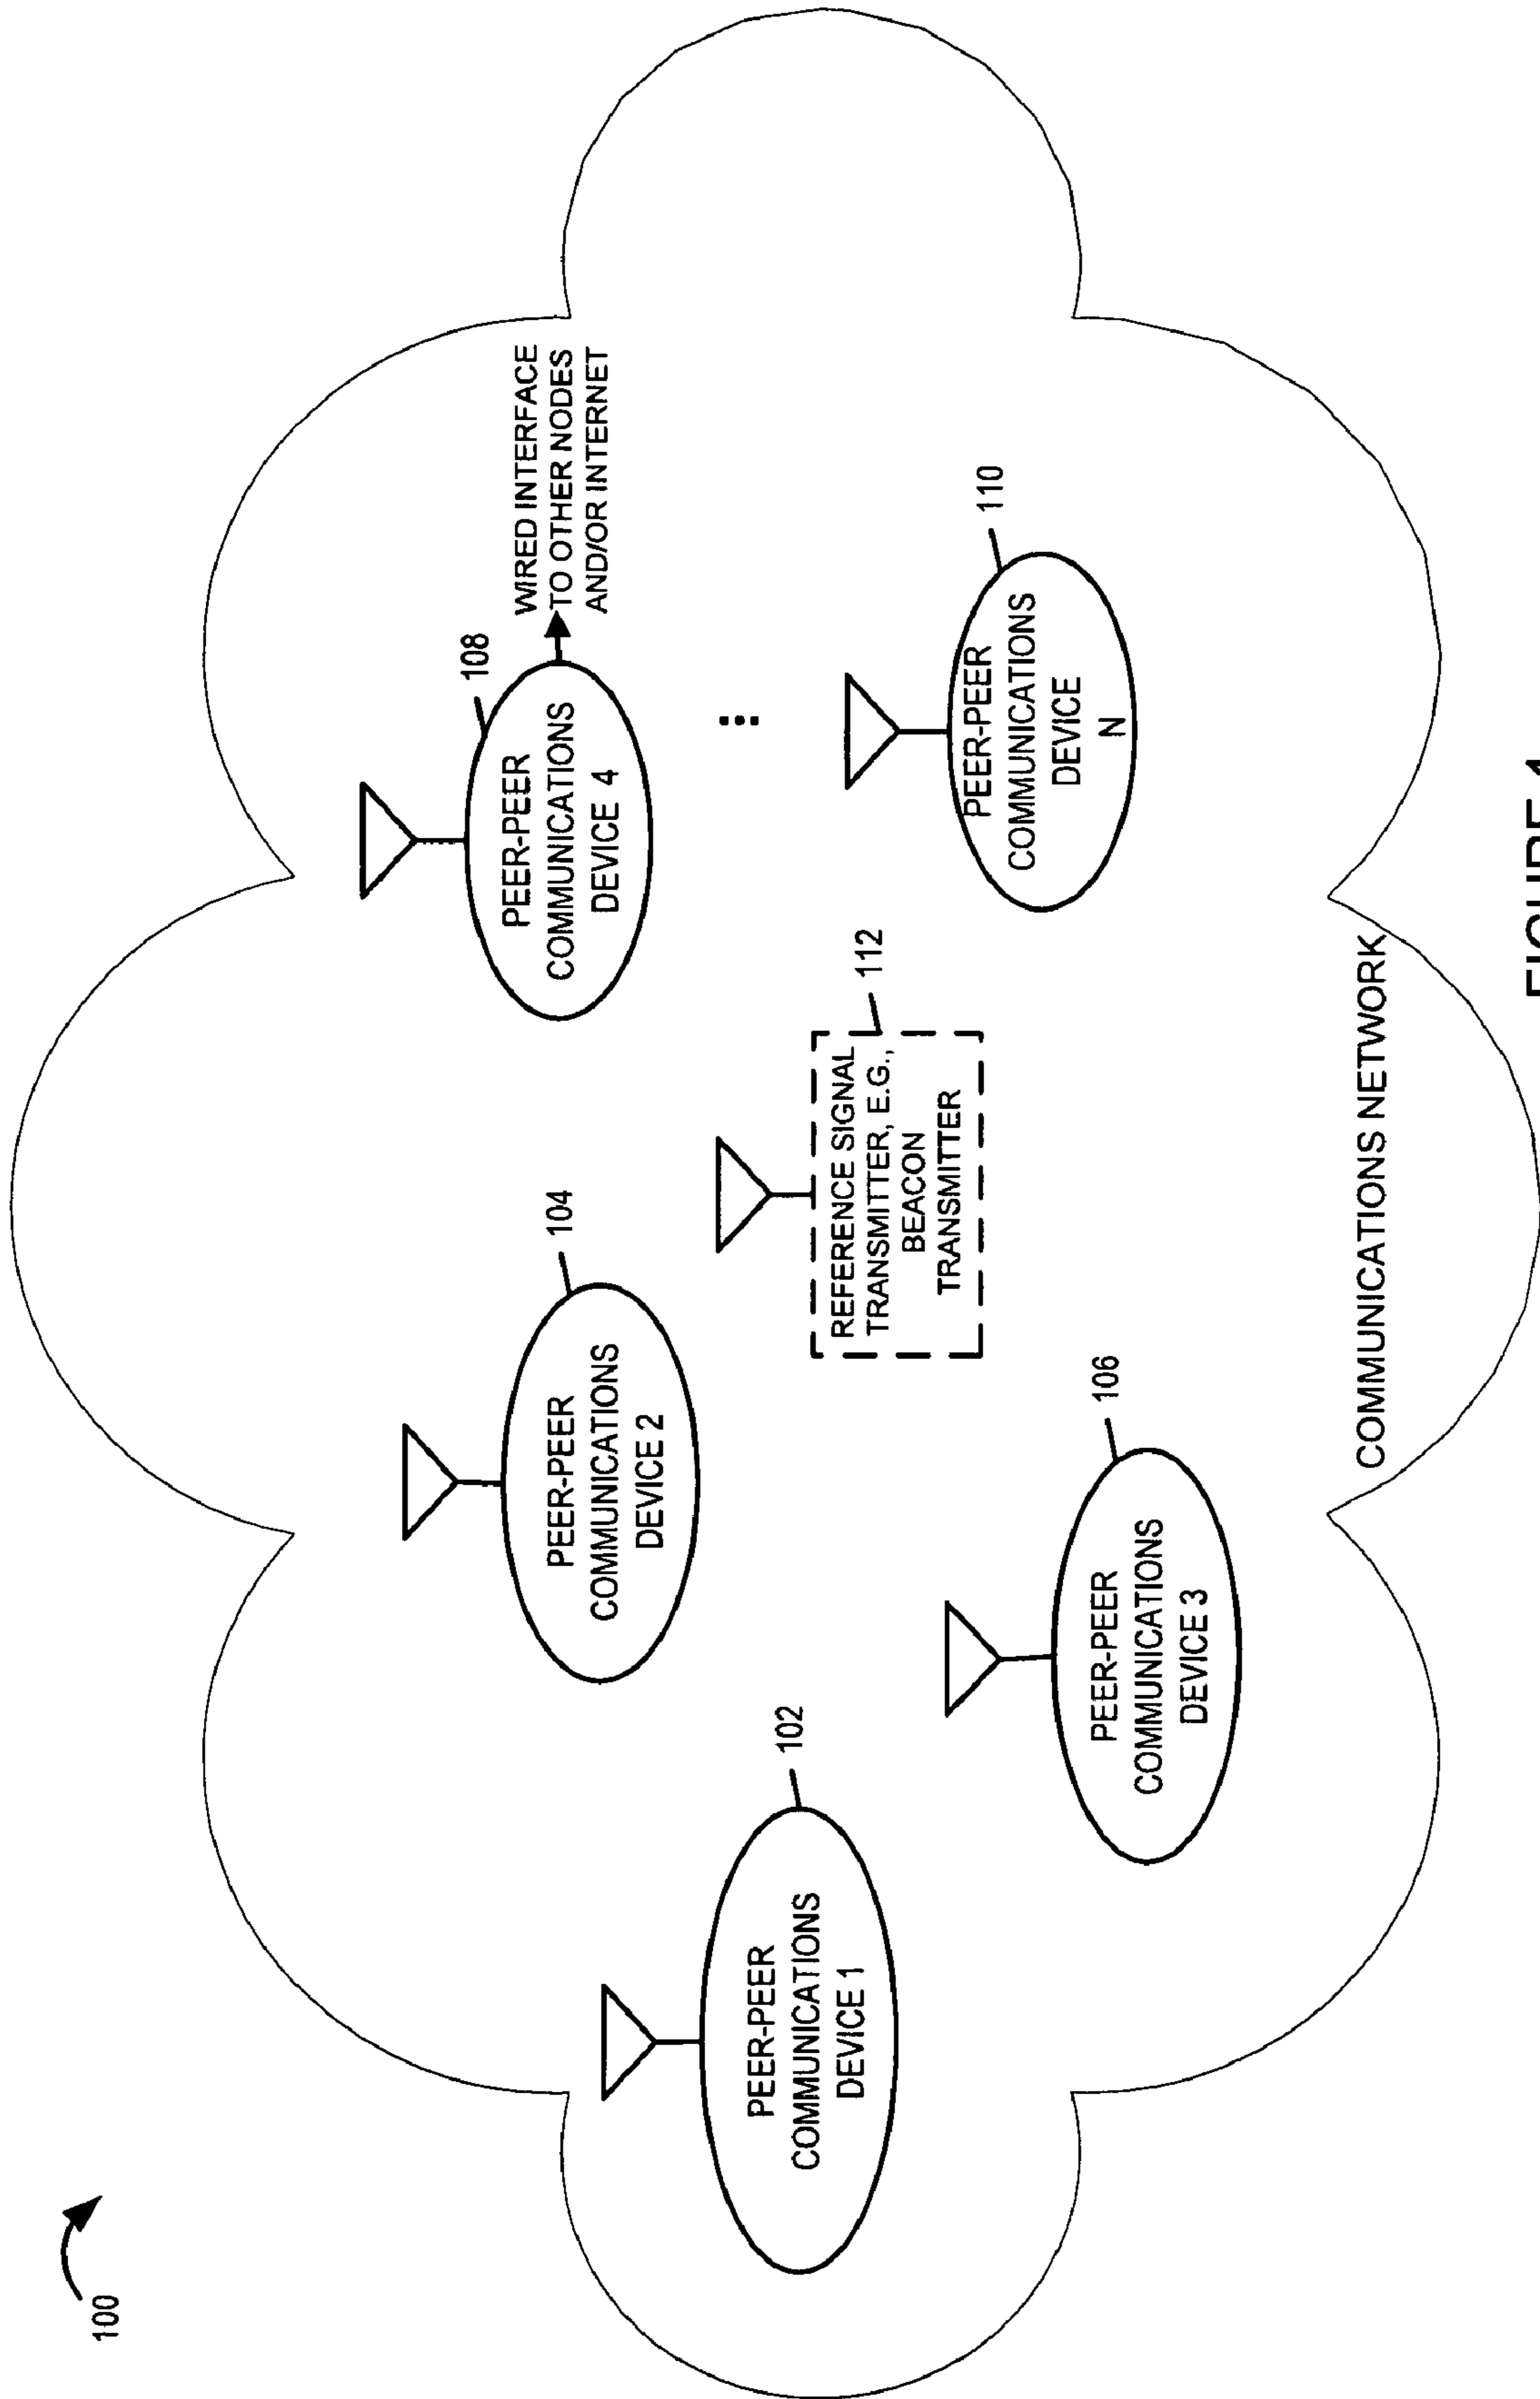 100
PEER-PEER
COMMUNICATIONS
DEVICE 1
102
PEER-PEER
COMMUNICATIONS
DEVICE 2
104
PEER-PEER
COMMUNICATIONS
DEVICE 3
106
REFERENCE SIGNAL
TRANSMITTER, E.G.,
BEACON
TRANSMITTER
112
PEER-PEER
COMMUNICATIONS
DEVICE 4
108
WIRED INTERFACE
TO OTHER NODES
AND/OR INTERNET
PEER-PEER
COMMUNICATIONS
DEVICE
N
110
COMMUNICATIONS NETWORK
FIGURE 1